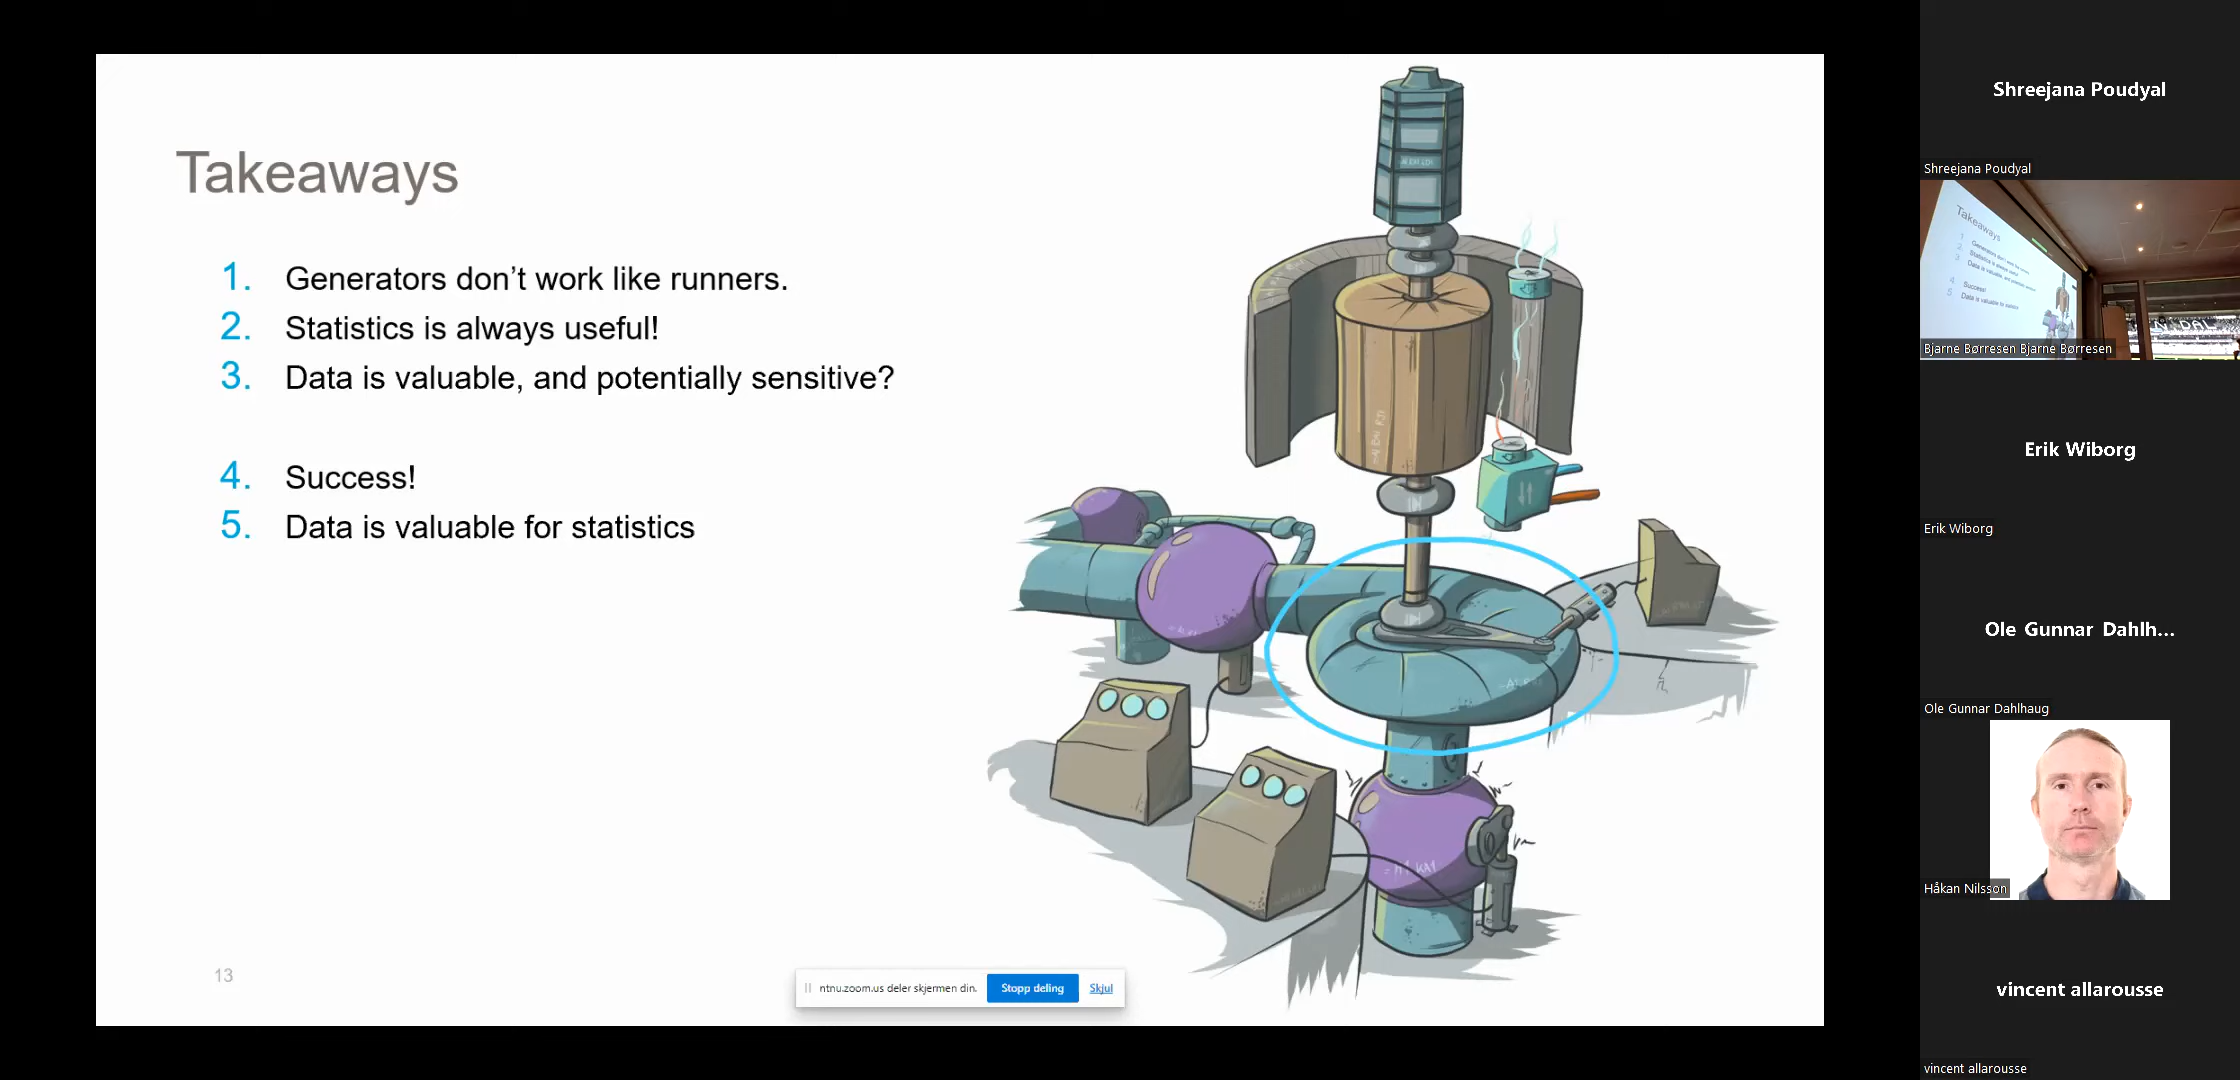 Takeaways
1. Generators don’t work like runners.
2. Statistics is always useful!
3. Data is valuable, and potentially sensitive?
4. Success!
5. Data is valuable for statistics
13
ntnu.zoom.us deler skjermen din. Stopp deling Skjul
Shreejana Poudyal
Shreejana Poudyal
Takeaways
Bjarne Børresen Bjarne Børresen
Erik Wiborg
Erik Wiborg
Ole Gunnar Dahlh...
Ole Gunnar Dahlhaug
Håkan Nilsson
vincent allarousse
vincent allarousse